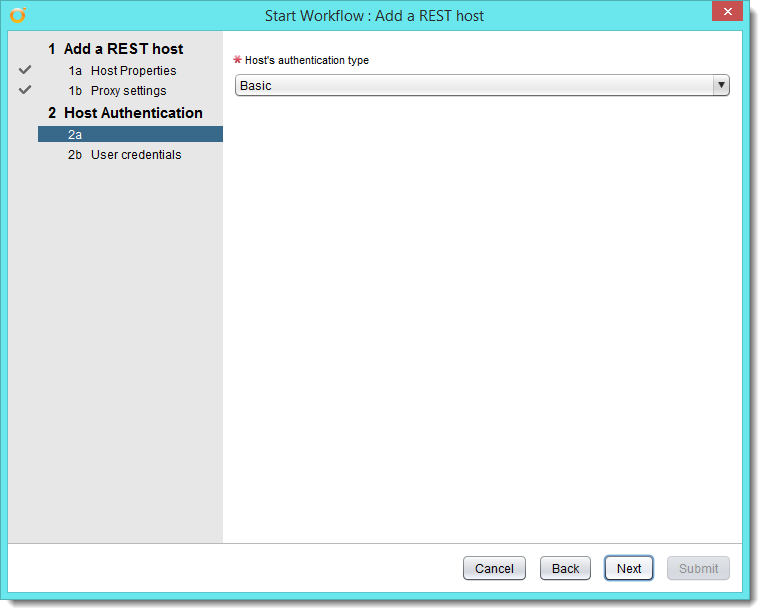 Start Workflow : Add a REST host
1 Add a REST host
1a Host Properties
1b Proxy settings
2 Host Authentication
2a
2b User credentials
* Host's authentication type
Basic
Cancel Back Next Submit